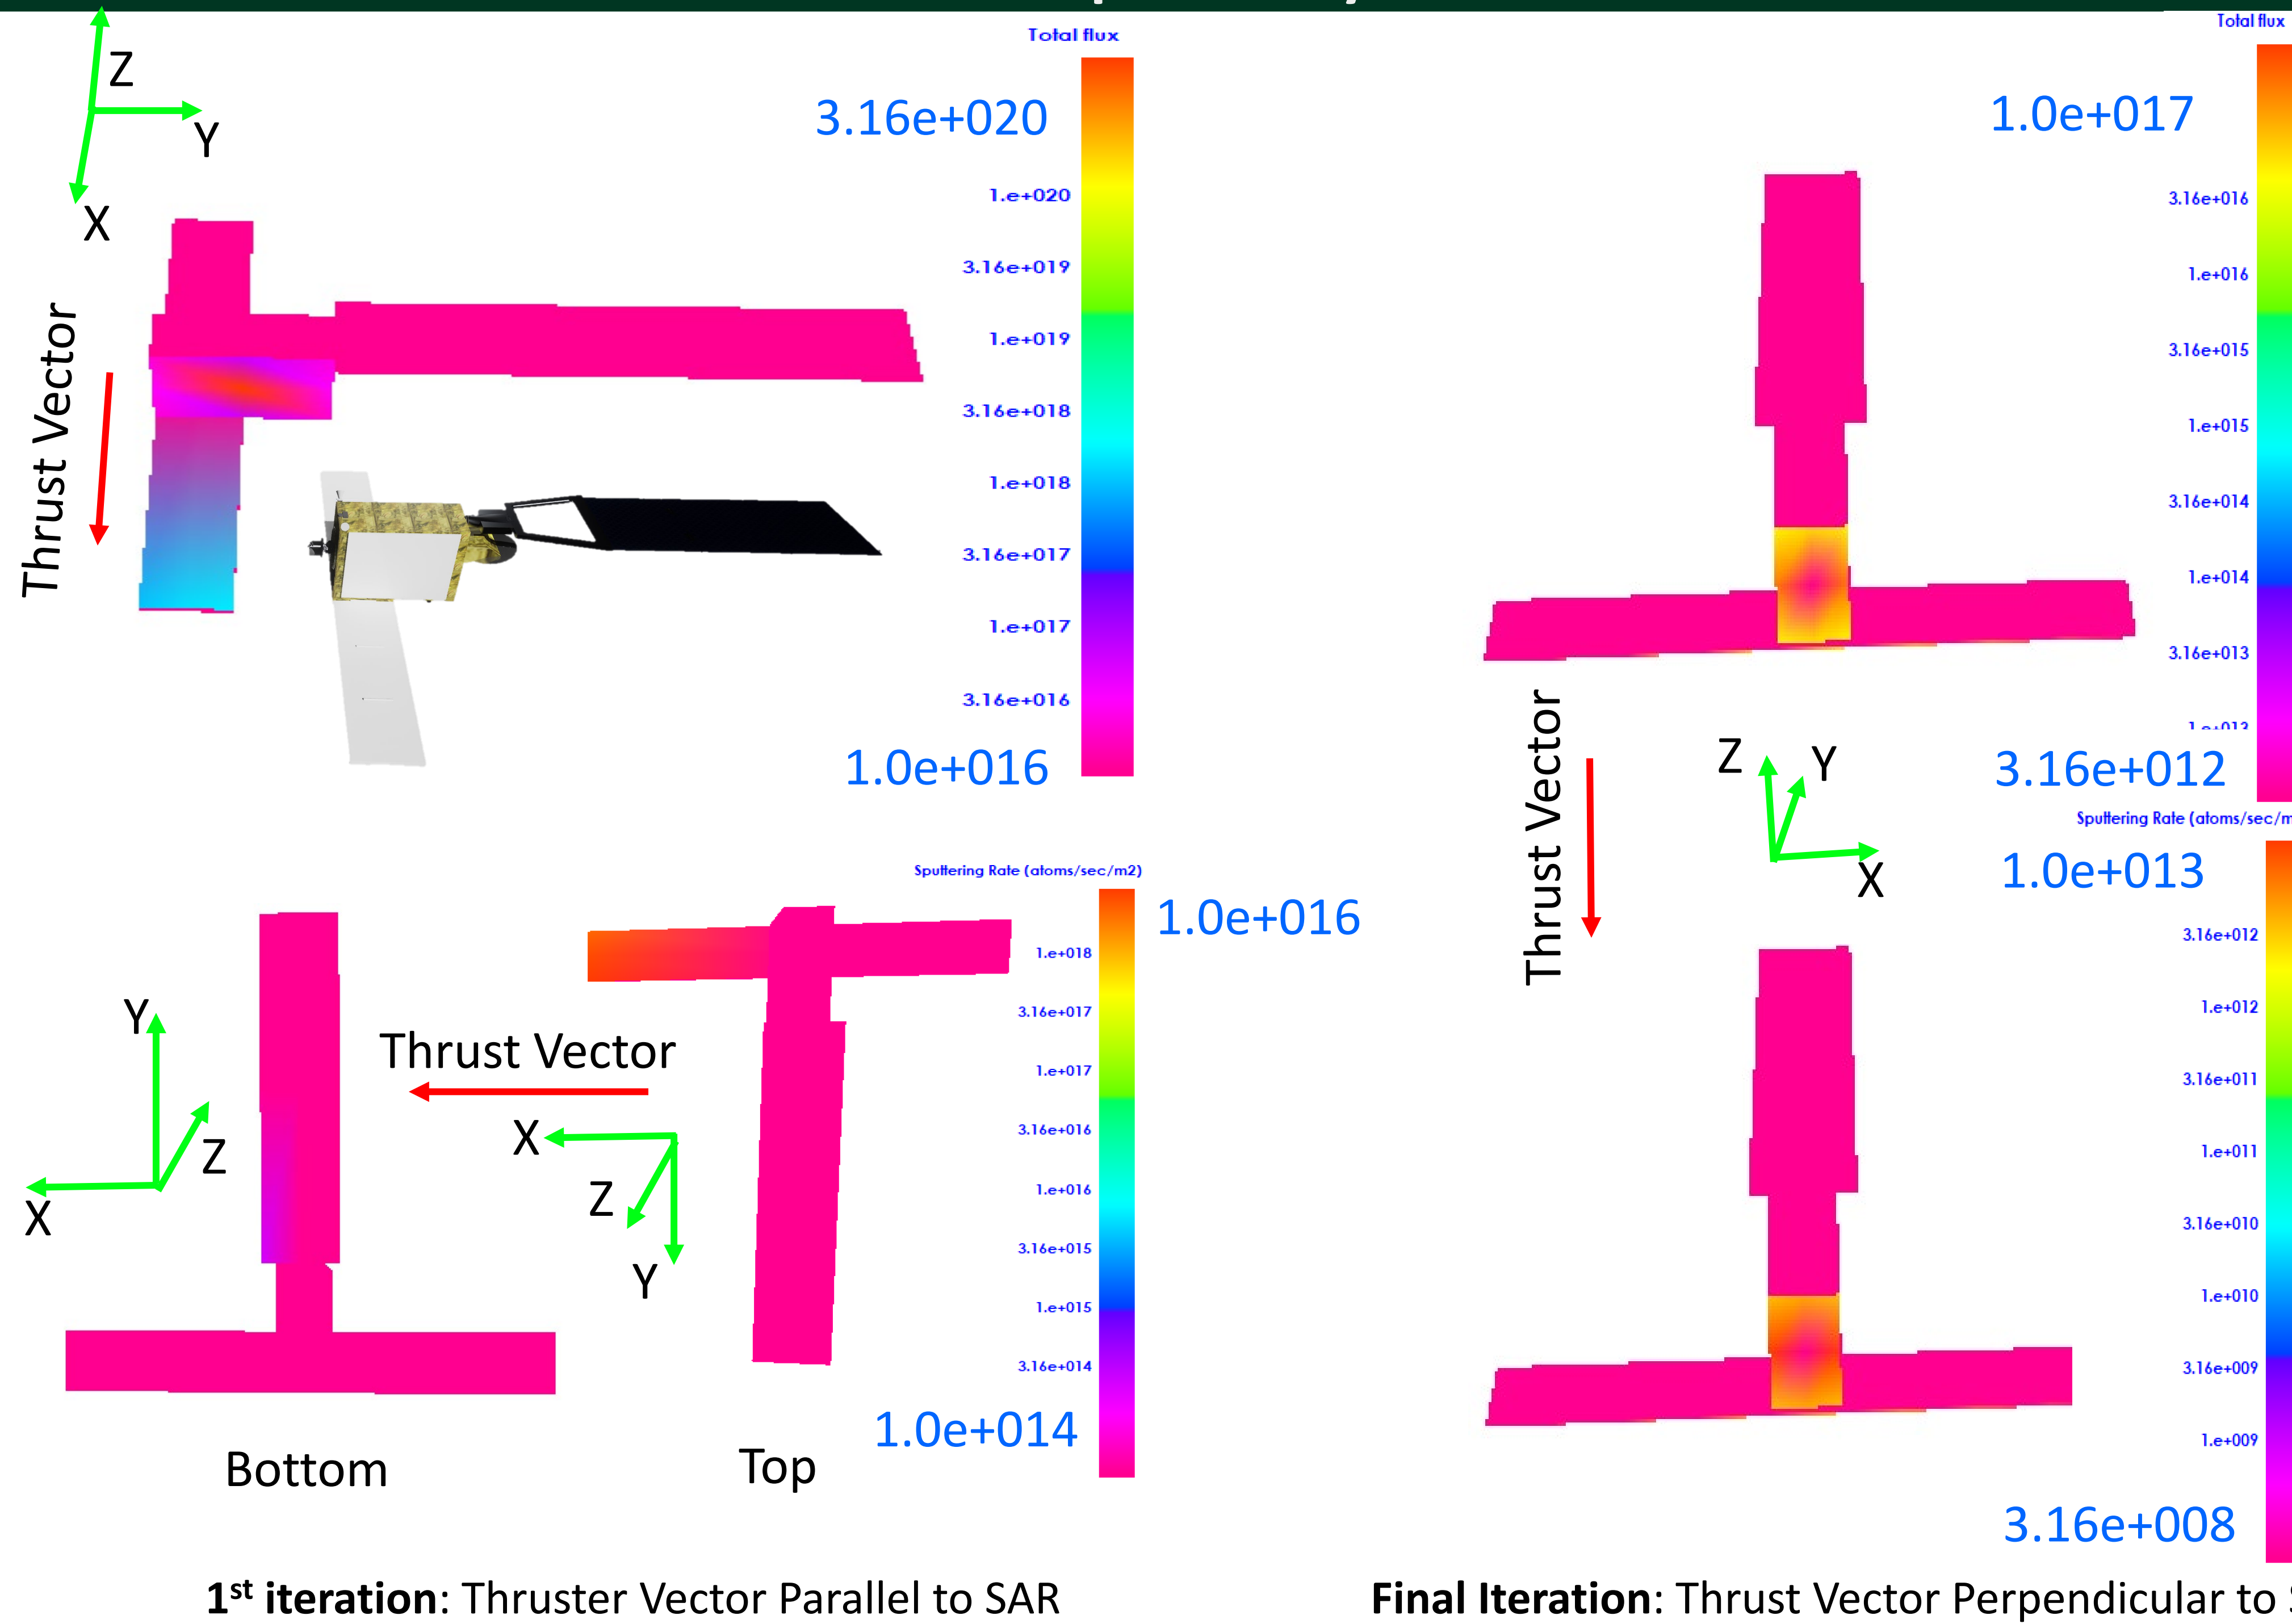 Total flux
3.16e+020
1.e+020
3.16e+019
1.e+019
3.16e+018
1.e+018
3.16e+017
1.e+017
3.16e+016
1.0e+016
Z
Y
X
Thrust Vector
Sputtering Rate (atoms/sec/m2)
1.0e+016
1.e+018
3.16e+017
1.e+017
3.16e+016
1.e+016
3.16e+015
1.e+015
3.16e+014
1.0e+014
Y
Z
X
Thrust Vector
X
Z
Y
Bottom
Top
1st iteration: Thruster Vector Parallel to SAR
Total flux
1.0e+017
3.16e+016
1.e+016
3.16e+015
1.e+015
3.16e+014
1.e+014
3.16e+013
1.e+013
3.16e+012
Thrust Vector
Z
Y
X
Sputtering Rate (atoms/sec/m
1.0e+013
3.16e+012
1.e+012
3.16e+011
1.e+011
3.16e+010
1.e+010
3.16e+009
1.e+009
3.16e+008
Final Iteration: Thrust Vector Perpendicular to